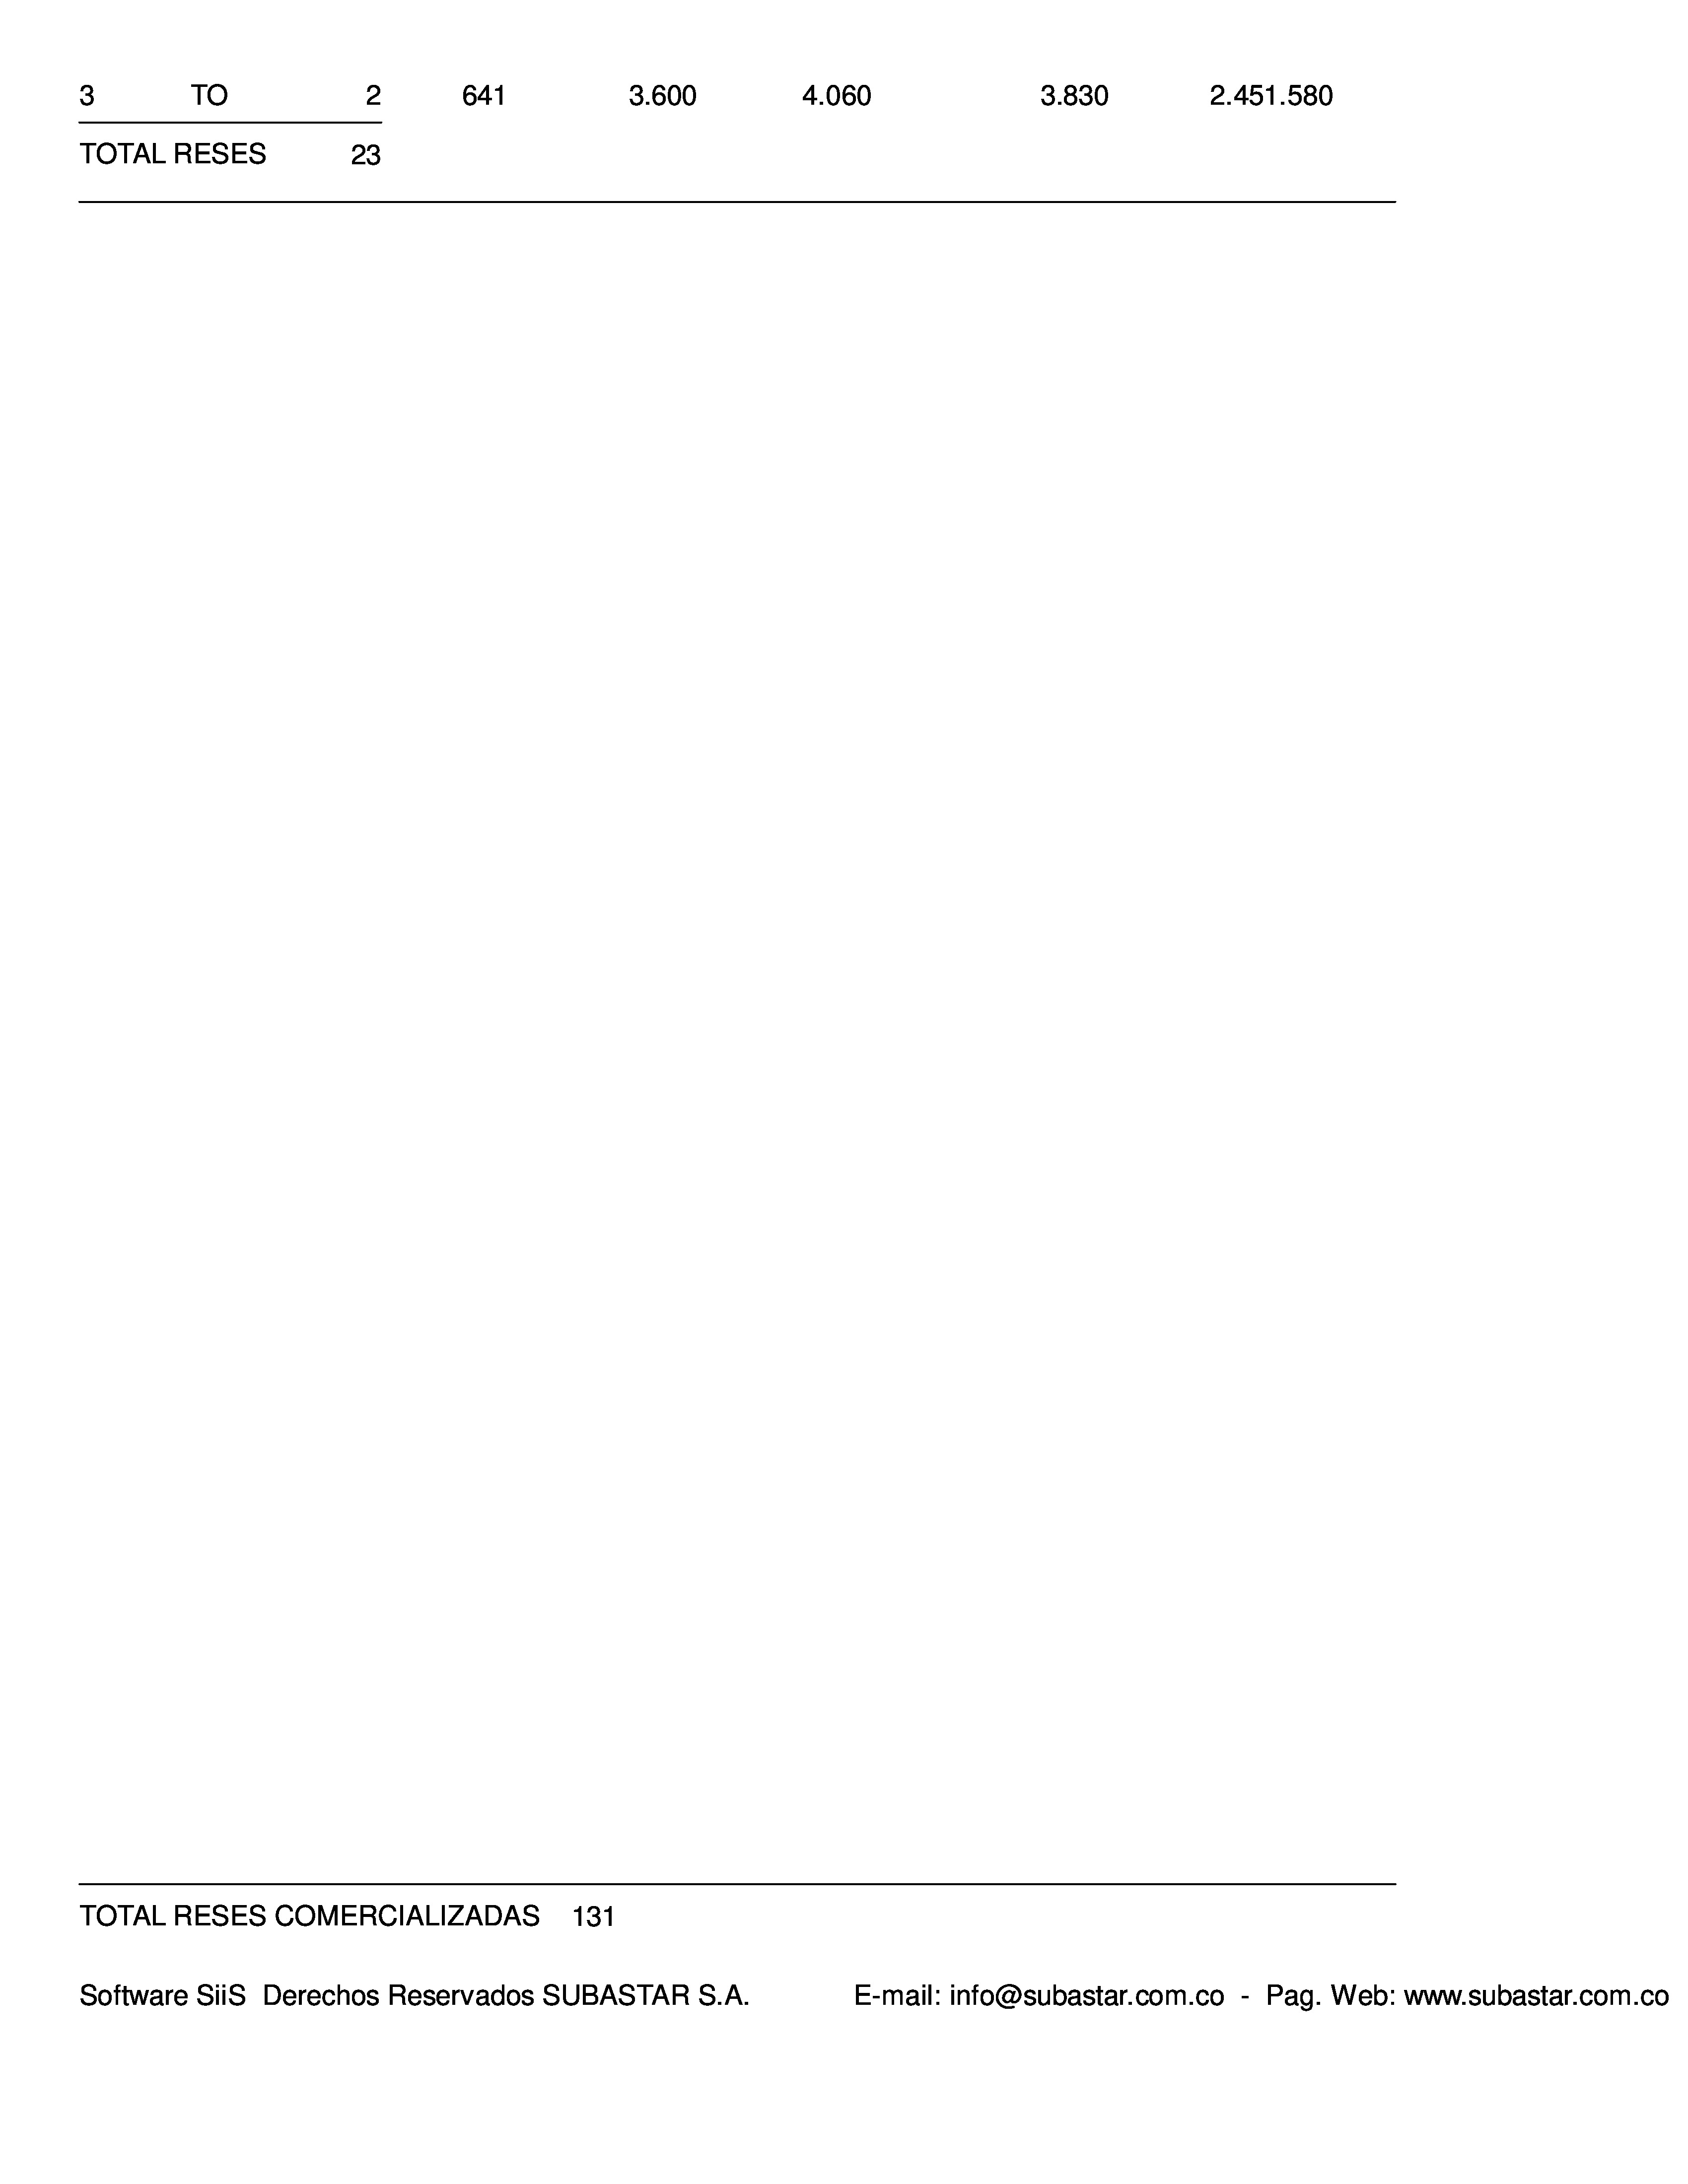 3 TO 2 641 3.600 4.060 3.830 2.451.580
TOTAL RESES 23
TOTAL RESES COMERCIALIZADAS 131
Software SiiS Derechos Reservados SUBASTAR S.A. E-mail: info@subastar.com.co - Pag. Web: www.subastar.com.co